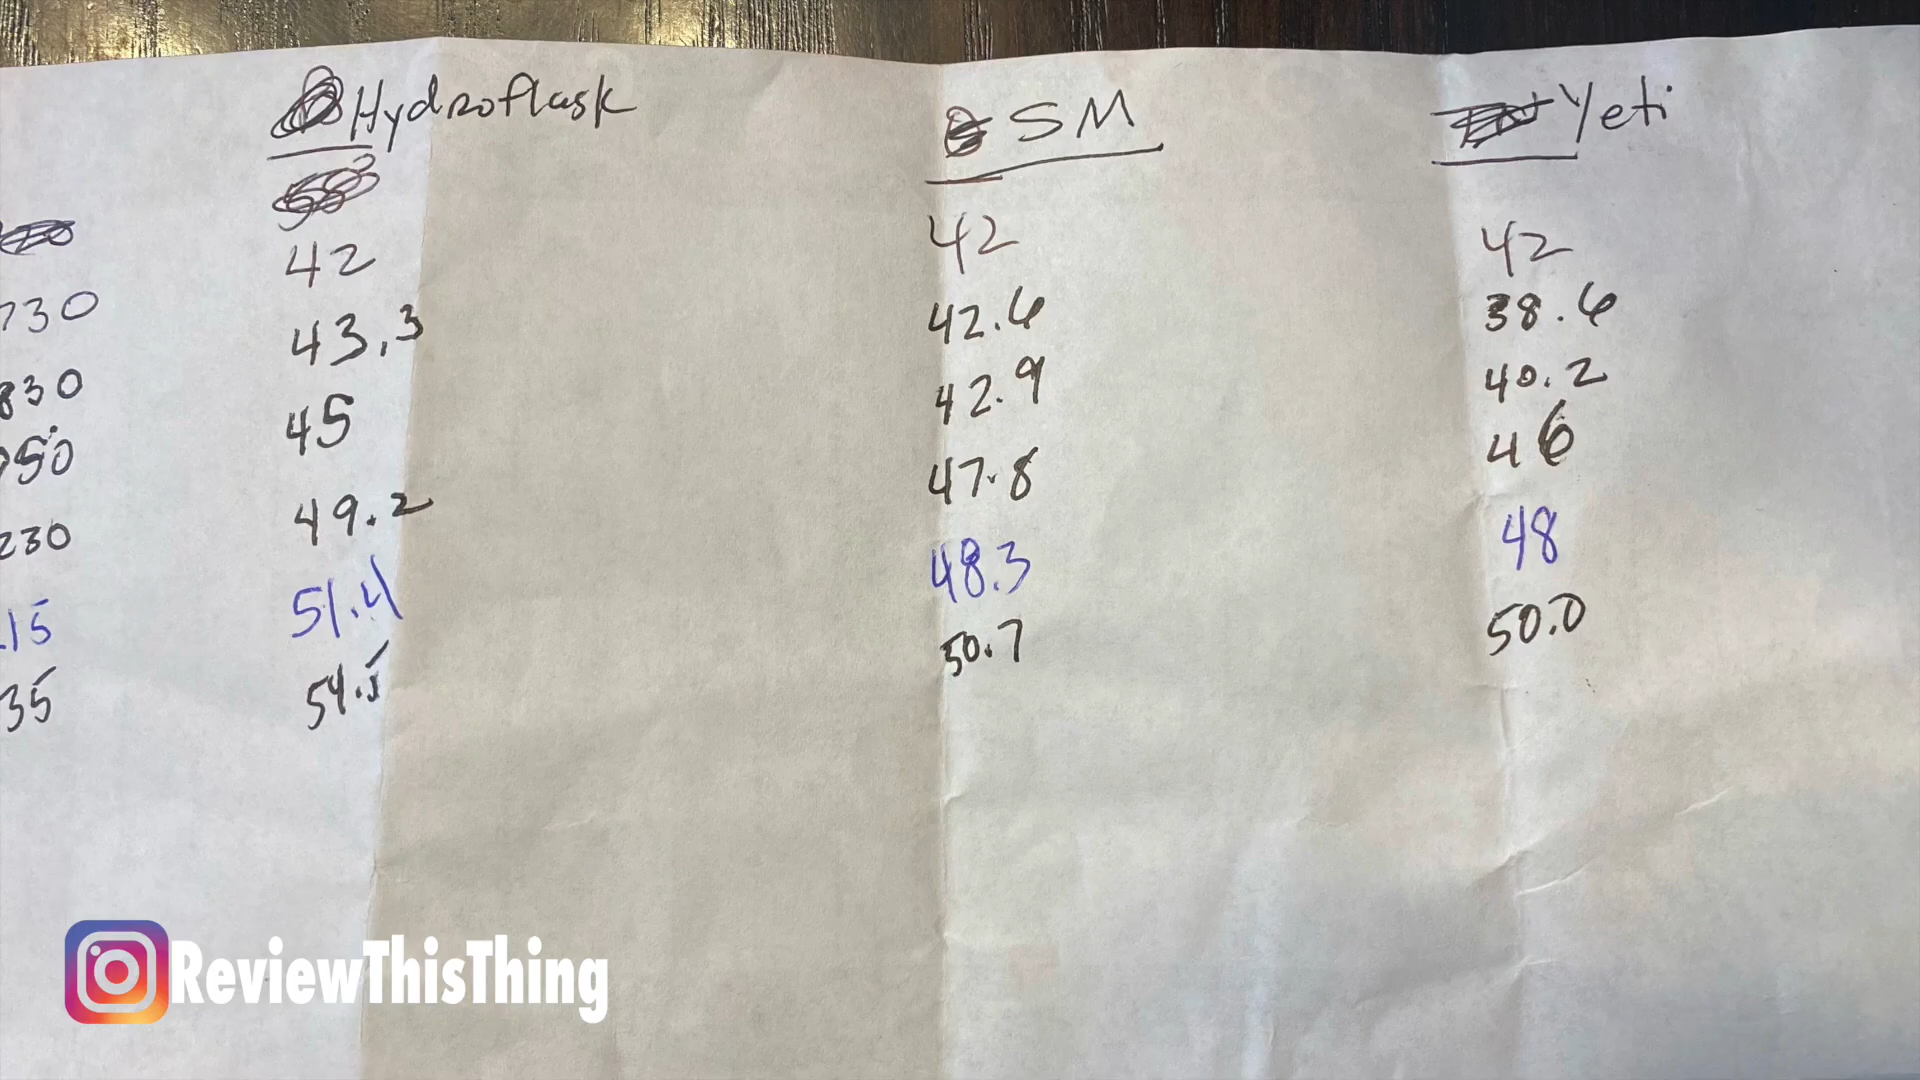 Hydroflask SM Yeti
42 42 42
730 43.3 42.6 38.6
830 45 42.9 40.2
950 49.2 47.8 46
230 51.4 48.3 48
15 54.5 50.7 50.0
35
ReviewThisThing